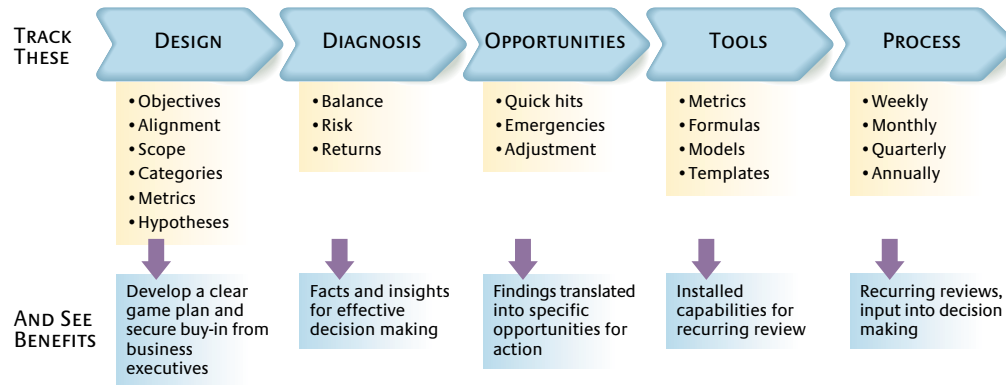 TRACK
THESE
DESIGN
DIAGNOSIS
OPPORTUNITIES
TOOLS
PROCESS
• Objectives
• Alignment
• Scope
• Categories
• Metrics
• Hypotheses
• Balance
• Risk
• Returns
• Quick hits
• Emergencies
• Adjustment
• Metrics
• Formulas
• Models
• Templates
• Weekly
• Monthly
• Quarterly
• Annually
AND SEE
BENEFITS
Develop a clear
game plan and
secure buy-in from
business
executives
Facts and insights
for effective
decision making
Findings translated
into specific
opportunities for
action
Installed
capabilities for
recurring review
Recurring reviews,
input into decision
making